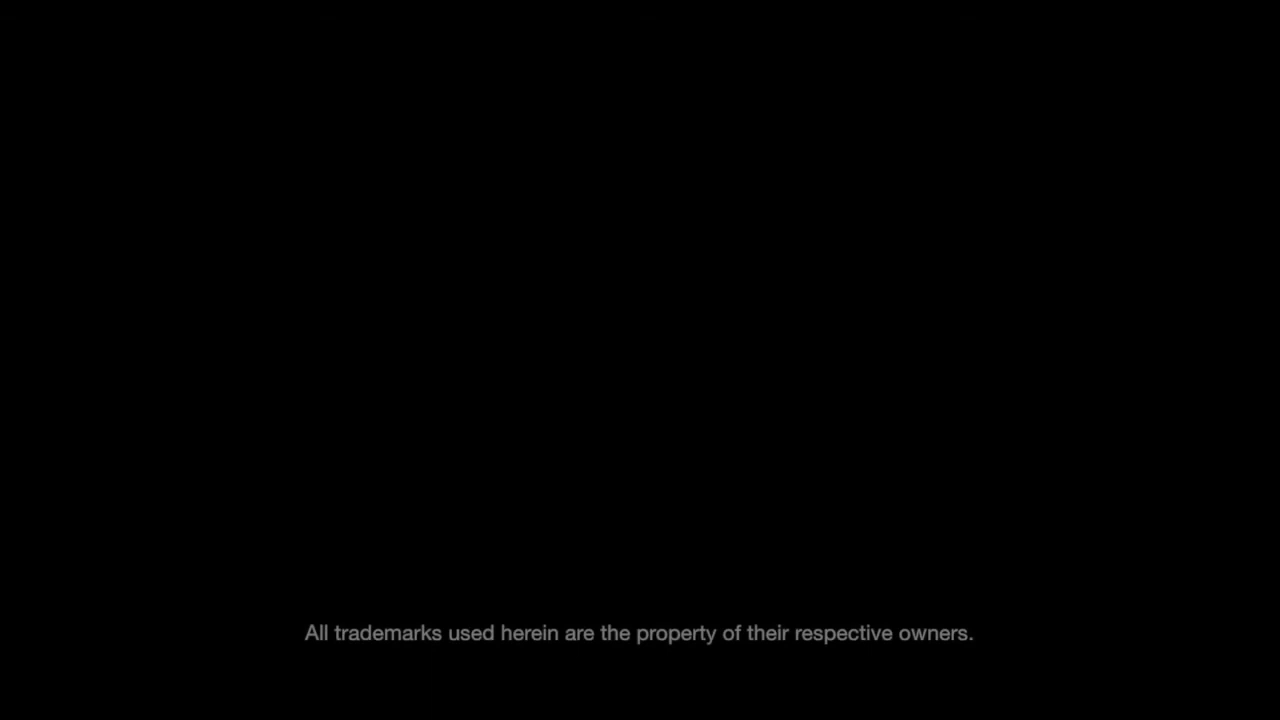 All trademarks used herein are the property of their respective owners.